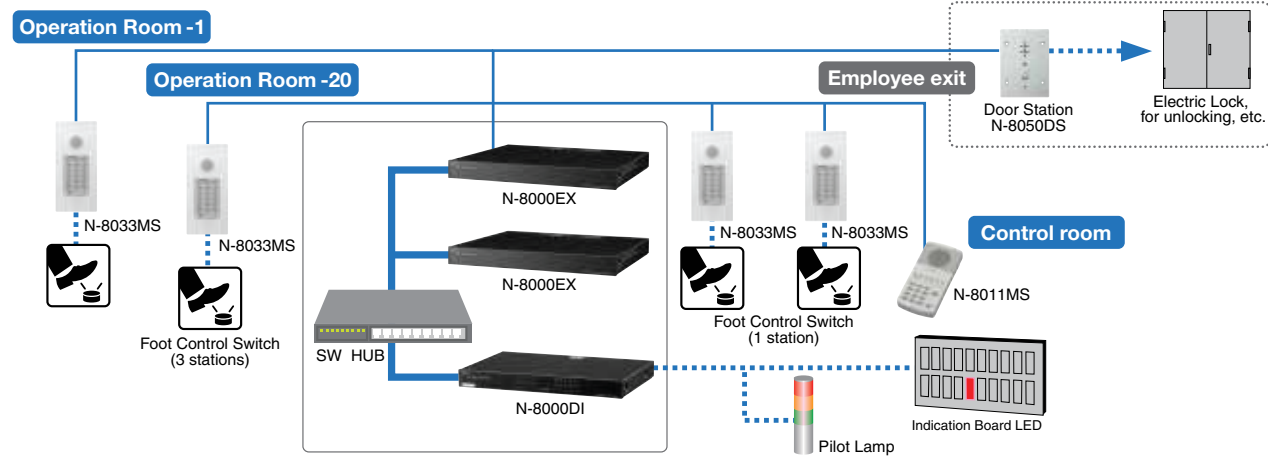 Operation Room -1
Operation Room -20
Employee exit
Door Station
N-8050DS
Electric Lock,
for unlocking, etc.
N-8033MS
N-8033MS
Foot Control Switch
(3 stations)
N-8000EX
N-8000EX
SW HUB
N-8000DI
N-8033MS
N-8033MS
Foot Control Switch
(1 station)
Control room
N-8011MS
Pilot Lamp
Indication Board LED